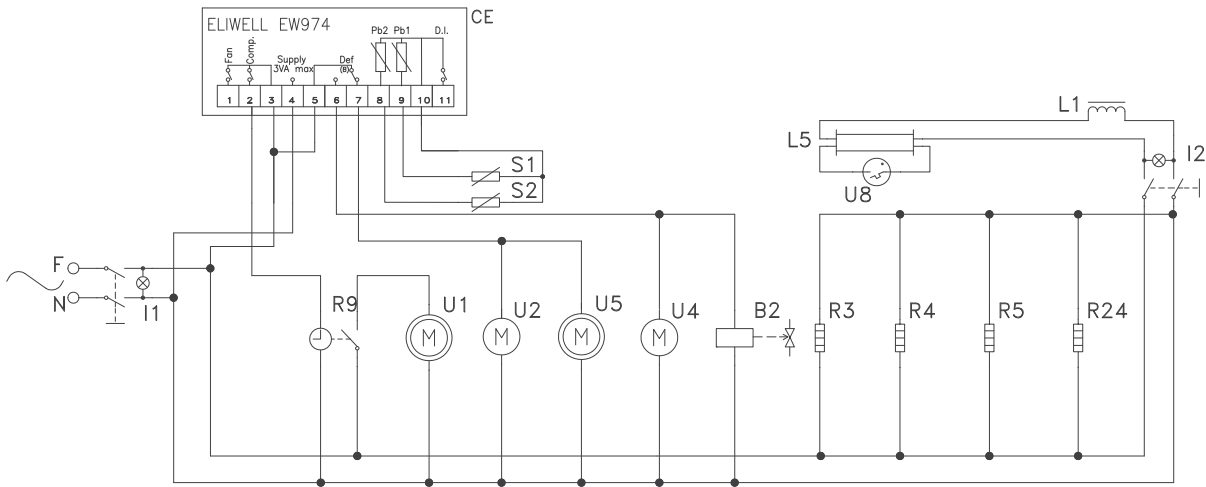 ELIWELL EW974
CE
Fan
Comp.
Supply
3VA max
Def
(B)
Pb2 Pb1
D.I.
1 2 3 4 5 6 7 8 9 10 11
S1
S2
L1
L5
I2
U8
F
N
I1
R9
U1
U2
U5
U4
B2
R3
R4
R5
R24
M
M
M
M